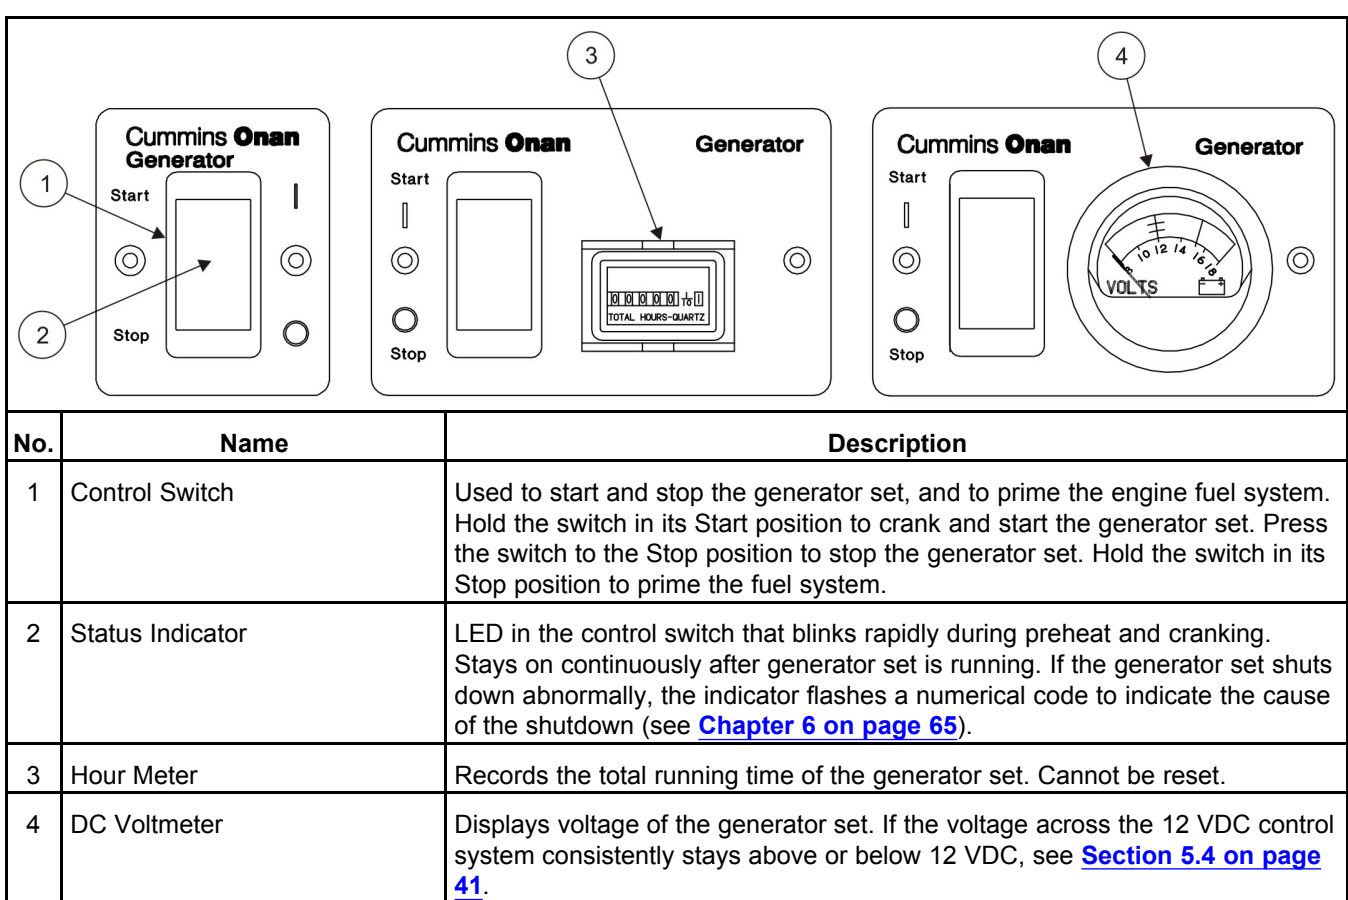 3
4
1
2
Cummins Onan
Generator
Start
Stop
Cummins Onan Generator
Start
Stop
00000 1/10 1
TOTAL HOURS-QUARTZ
Cummins Onan Generator
Start
Stop
8 10 12 14 16 18
VOLTS
- +
No. Name Description
1 Control Switch Used to start and stop the generator set, and to prime the engine fuel system.
Hold the switch in its Start position to crank and start the generator set. Press
the switch to the Stop position to stop the generator set. Hold the switch in its
Stop position to prime the fuel system.
2 Status Indicator LED in the control switch that blinks rapidly during preheat and cranking.
Stays on continuously after generator set is running. If the generator set shuts
down abnormally, the indicator flashes a numerical code to indicate the cause
of the shutdown (see Chapter 6 on page 65).
3 Hour Meter Records the total running time of the generator set. Cannot be reset.
4 DC Voltmeter Displays voltage of the generator set. If the voltage across the 12 VDC control
system consistently stays above or below 12 VDC, see Section 5.4 on page
41.